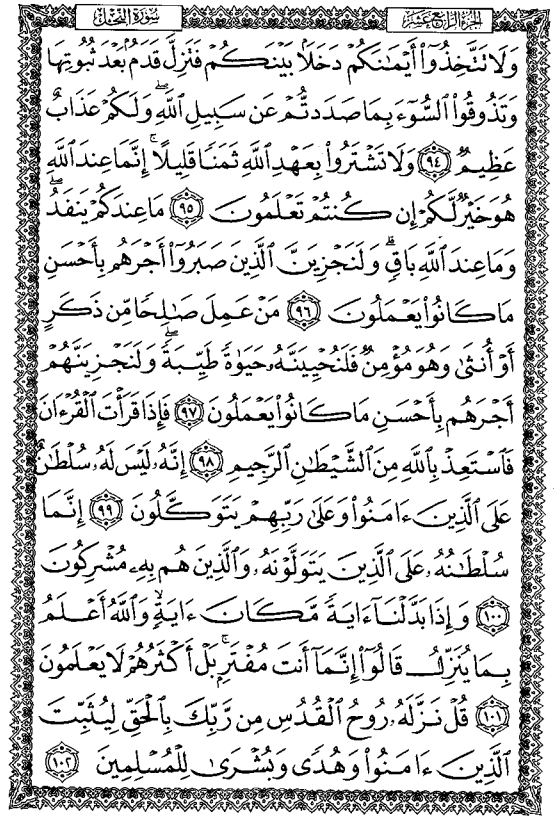 سورة النحل
الجزء الرابع عشر
وَلَا تَتَّخِذُوٓا۟ أَيْمَٰنَكُمْ دَخَلًۢا بَيْنَكُمْ فَتَزِلَّ قَدَمٌۢ بَعْدَ ثُبُوتِهَا
وَتَذُوقُوا۟ ٱلسُّوٓءَ بِمَا صَدَدتُّمْ عَن سَبِيلِ ٱللَّهِ ۖ وَلَكُمْ عَذَابٌ
عَظِيمٌ ﴿٩٤﴾ وَلَا تَشْتَرُوا۟ بِعَهْدِ ٱللَّهِ ثَمَنًا قَلِيلًا ۚ إِنَّمَا عِندَ ٱللَّهِ
هُوَ خَيْرٌ لَّكُمْ إِن كُنتُمْ تَعْلَمُونَ ﴿٩٥﴾ مَا عِندَكُمْ يَنفَدُ ۖ
وَمَا عِندَ ٱللَّهِ بَاقٍ ۗ وَلَنَجْزِيَنَّ ٱلَّذِينَ صَبَرُوٓا۟ أَجْرَهُم بِأَحْسَنِ
مَا كَانُوا۟ يَعْمَلُونَ ﴿٩٦﴾ مَنْ عَمِلَ صَٰلِحًا مِّن ذَكَرٍ
أَوْ أُنثَىٰ وَهُوَ مُؤْمِنٌ فَلَنُحْيِيَنَّهُۥ حَيَوٰةً طَيِّبَةً ۖ وَلَنَجْزِيَنَّهُمْ
أَجْرَهُم بِأَحْسَنِ مَا كَانُوا۟ يَعْمَلُونَ ﴿٩٧﴾ فَإِذَا قَرَأْتَ ٱلْقُرْءَانَ
فَٱسْتَعِذْ بِٱللَّهِ مِنَ ٱلشَّيْطَٰنِ ٱلرَّجِيمِ ﴿٩٨﴾ إِنَّهُۥ لَيْسَ لَهُۥ سُلْطَٰنٌ
عَلَى ٱلَّذِينَ ءَامَنُوا۟ وَعَلَىٰ رَبِّهِمْ يَتَوَكَّلُونَ ﴿٩٩﴾ إِنَّمَا
سُلْطَٰنُهُۥ عَلَى ٱلَّذِينَ يَتَوَلَّوْنَهُۥ وَٱلَّذِينَ هُم بِهِۦ مُشْرِكُونَ
﴿١٠٠﴾ وَإِذَا بَدَّلْنَآ ءَايَةً مَّكَانَ ءَايَةٍ ۙ وَٱللَّهُ أَعْلَمُ
بِمَا يُنَزِّلُ قَالُوٓا۟ إِنَّمَآ أَنتَ مُفْتَرٍۭ ۚ بَلْ أَكْثَرُهُمْ لَا يَعْلَمُونَ
﴿١٠١﴾ قُلْ نَزَّلَهُۥ رُوحُ ٱلْقُدُسِ مِن رَّبِّكَ بِٱلْحَقِّ لِيُثَبِّتَ
ٱلَّذِينَ ءَامَنُوا۟ وَهُدًى وَبُشْرَىٰ لِلْمُسْلِمِينَ ﴿١٠٢﴾